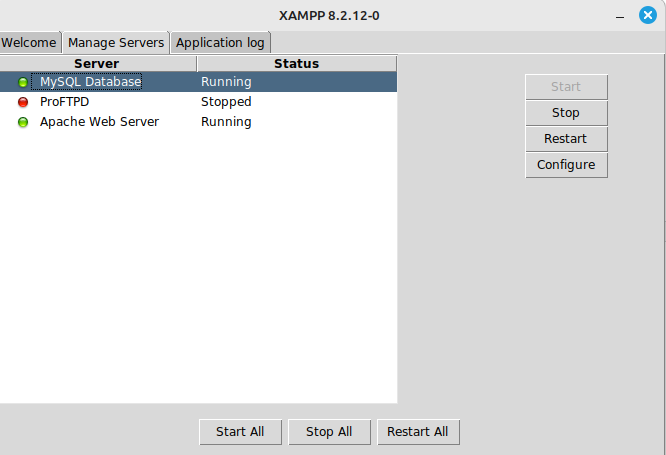 XAMPP 8.2.12-0
Welcome Manage Servers Application log
Server Status
MySQL Database Running
ProFTPD Stopped
Apache Web Server Running
Start
Stop
Restart
Configure
Start All Stop All Restart All